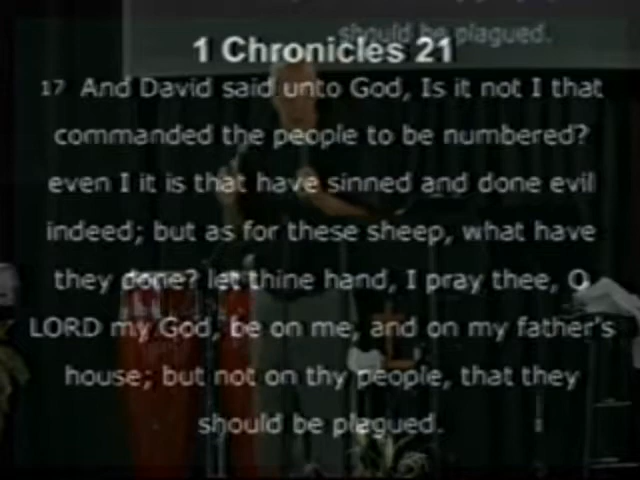 should be plagued.
1 Chronicles 21
17 And David said unto God, Is it not I that
commanded the people to be numbered?
even I it is that have sinned and done evil
indeed; but as for these sheep, what have
they done? let thine hand, I pray thee, O
LORD my God, be on me, and on my father's
house; but not on thy people, that they
should be plagued.